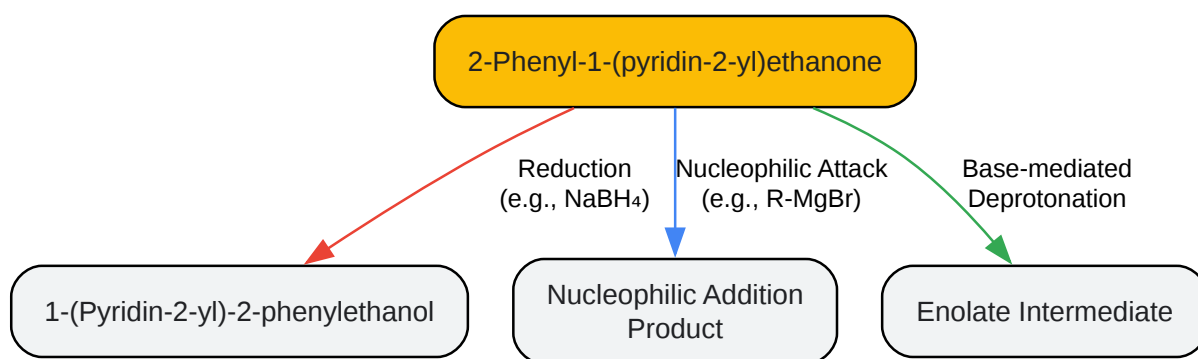 2-Phenyl-1-(pyridin-2-yl)ethanone
Reduction
(e.g., NaBH₄)
Nucleophilic Attack
(e.g., R-MgBr)
Base-mediated
Deprotonation
1-(Pyridin-2-yl)-2-phenylethanol
Nucleophilic Addition
Product
Enolate Intermediate